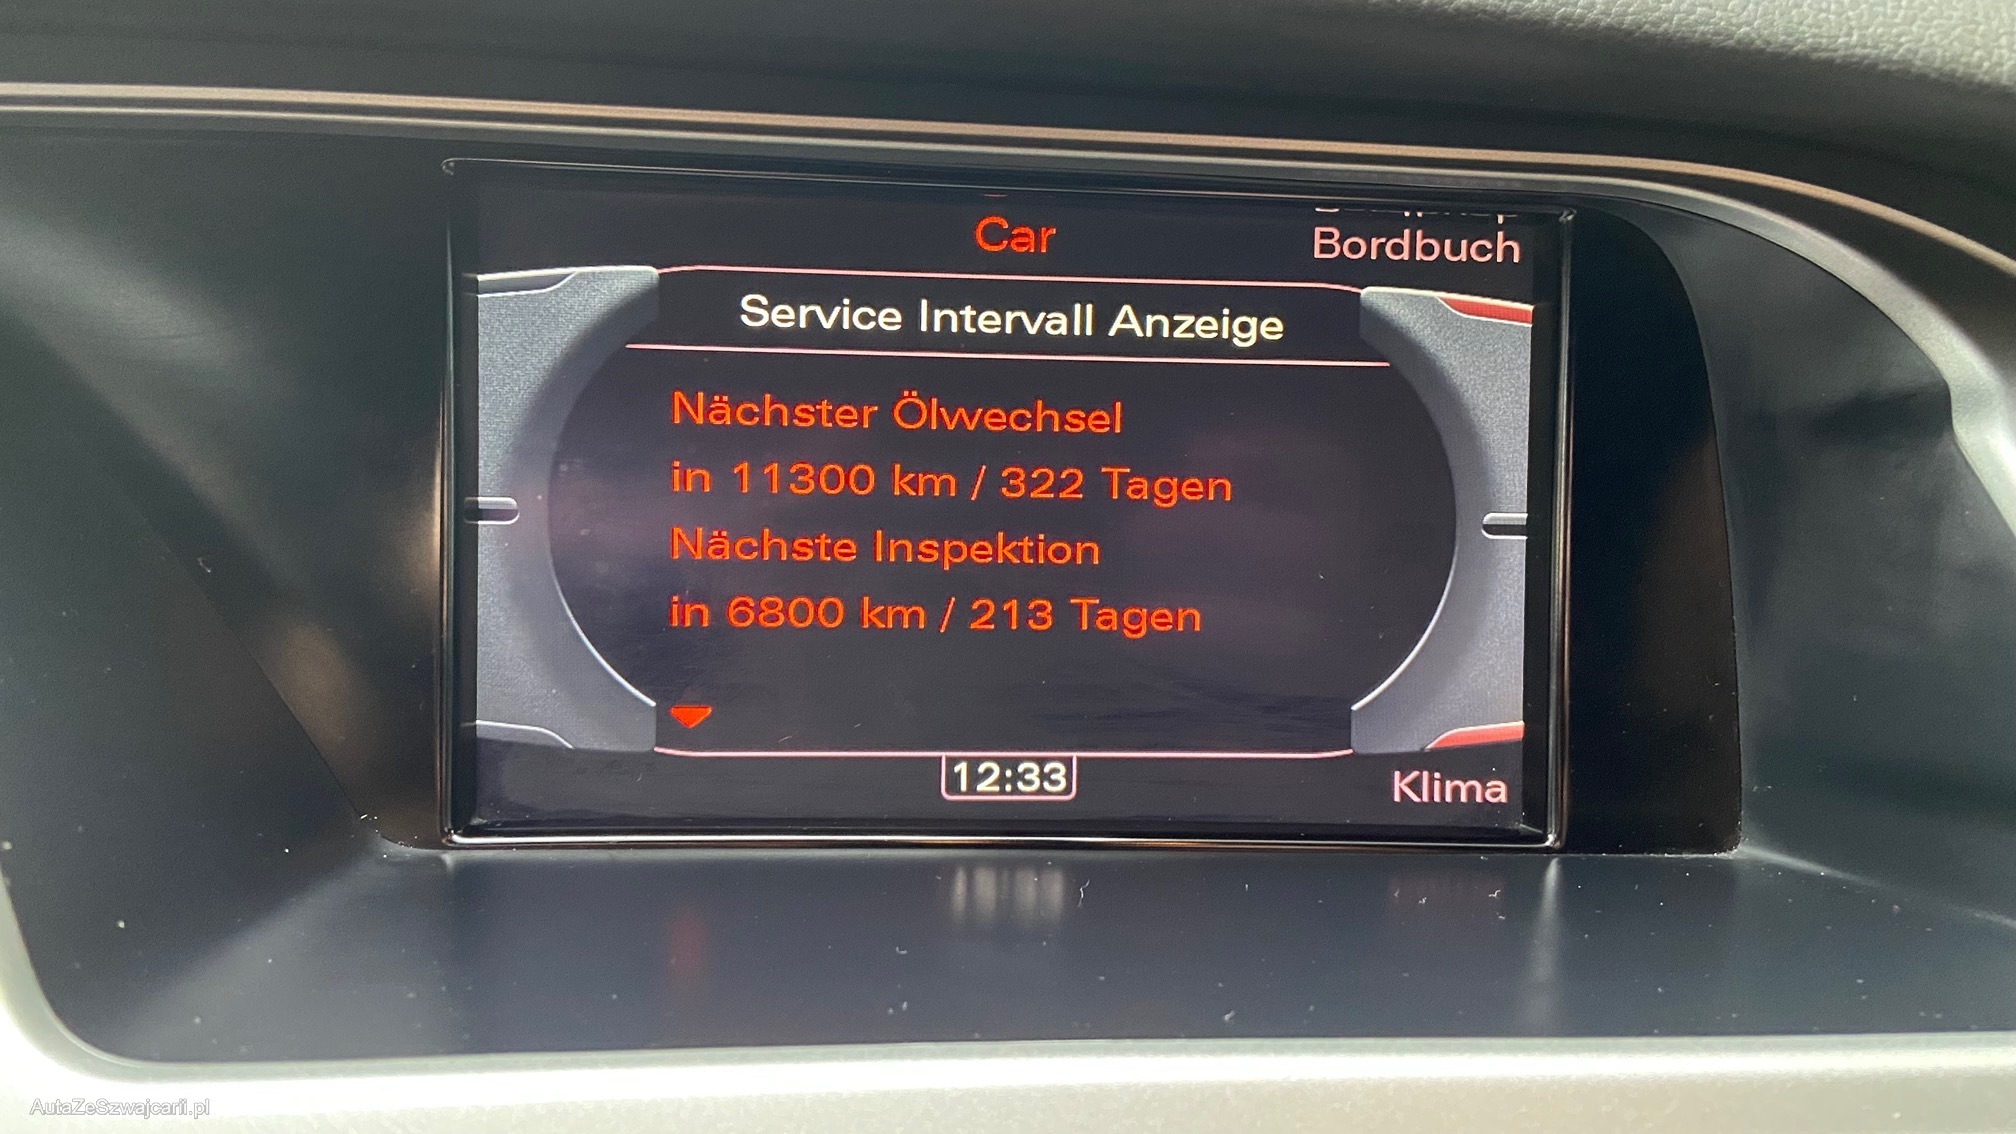 Car
Bordbuch
Service Intervall Anzeige
Nächster Ölwechsel
in 11300 km / 322 Tagen
Nächste Inspektion
in 6800 km / 213 Tagen
12:33
Klima
AutaZeSzwajcarii.pl